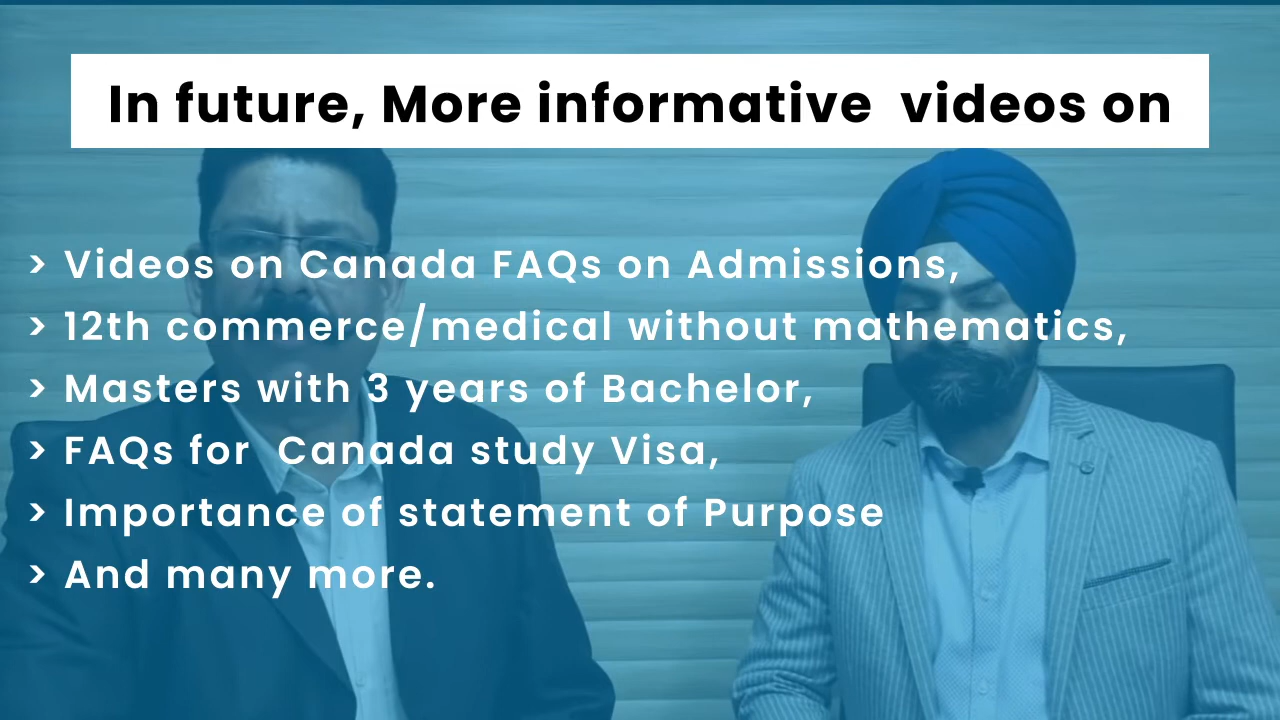 In future, More informative  videos on
> Videos on Canada FAQs on Admissions,
> 12th commerce/medical without mathematics,
> Masters with 3 years of Bachelor,
> FAQs for  Canada study Visa,
> Importance of statement of Purpose
> And many more.